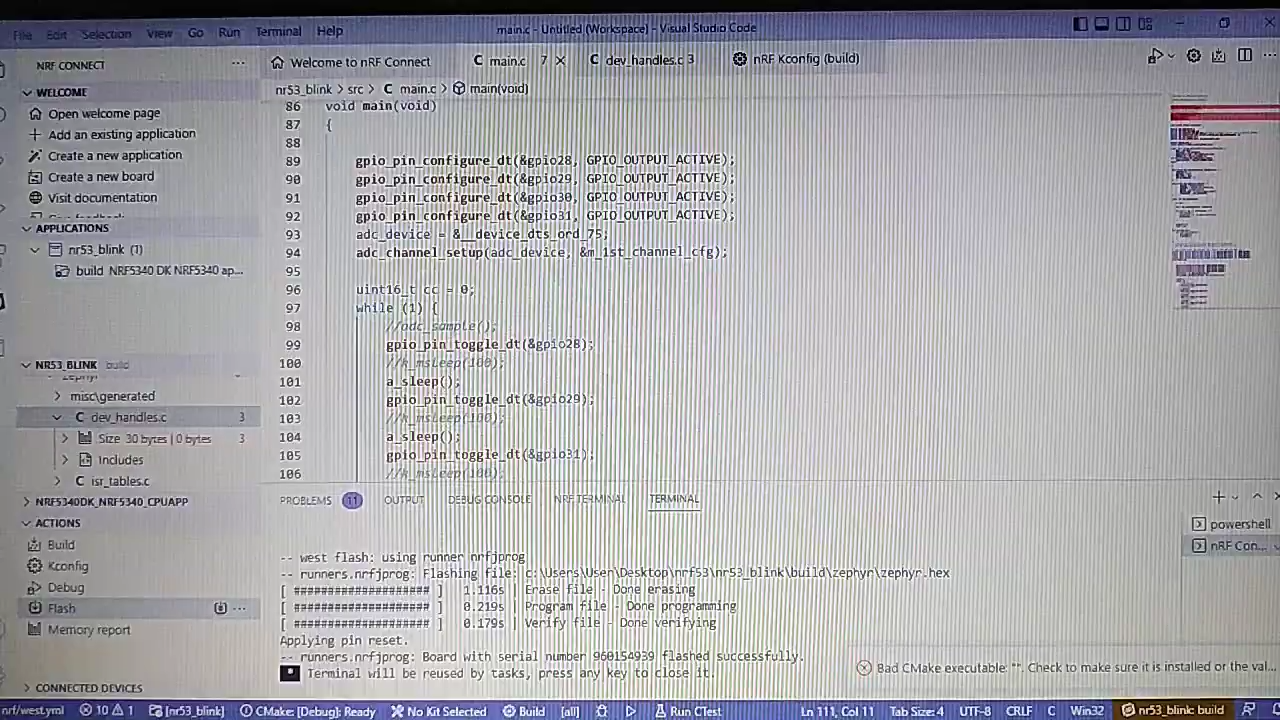 File Edit Selection View Go Run Terminal Help
main.c - Untitled (Workspace) - Visual Studio Code
NRF CONNECT
WELCOME
Open welcome page
Add an existing application
Create a new application
Create a new board
Visit documentation
APPLICATIONS
nr53_blink (1)
build NRF5340 DK NRF5340 ap...
NR53_BLINK build
zephyr
misc\generated
dev_handles.c 3
Size 30 bytes | 0 bytes 3
Includes
isr_tables.c
NRF5340DK_NRF5340_CPUAPP
ACTIONS
Build
Kconfig
Debug
Flash
Memory report
CONNECTED DEVICES
Welcome to nRF Connect
C main.c 7
C dev_handles.c 3
nRF Kconfig (build)
nr53_blink > src > C main.c > main(void)
86 void main(void)
87 {
88
89 gpio_pin_configure_dt(&gpio28, GPIO_OUTPUT_ACTIVE);
90 gpio_pin_configure_dt(&gpio29, GPIO_OUTPUT_ACTIVE);
91 gpio_pin_configure_dt(&gpio30, GPIO_OUTPUT_ACTIVE);
92 gpio_pin_configure_dt(&gpio31, GPIO_OUTPUT_ACTIVE);
93 adc_device = &__device_dts_ord_75;
94 adc_channel_setup(adc_device, &m_1st_channel_cfg);
95
96 uint16_t cc = 0;
97 while (1) {
98 //adc_sample();
99 gpio_pin_toggle_dt(&gpio28);
100 //k_msleep(100);
101 a_sleep();
102 gpio_pin_toggle_dt(&gpio29);
103 //k_msleep(100);
104 a_sleep();
105 gpio_pin_toggle_dt(&gpio31);
106 //k_msleep(100);
PROBLEMS 11 OUTPUT DEBUG CONSOLE NRF TERMINAL TERMINAL
powershell
nRF Con...
-- west flash: using runner nrfjprog
-- runners.nrfjprog: Flashing file: c:\Users\User\Desktop\nrf53\nr53_blink\build\zephyr\zephyr.hex
[ #################### ] 1.116s | Erase file - Done erasing
[ #################### ] 0.219s | Program file - Done programming
[ #################### ] 0.179s | Verify file - Done verifying
Applying pin reset.
-- runners.nrfjprog: Board with serial number 960154939 flashed successfully.
* Terminal will be reused by tasks, press any key to close it.
Bad CMake executable: "". Check to make sure it is installed or the val...
nrf/west.yml 10 1 [nr53_blink] CMake: [Debug]: Ready No Kit Selected Build [all] Run CTest Ln 111, Col 11 Tab Size: 4 UTF-8 CRLF C Win32 nr53_blink: build